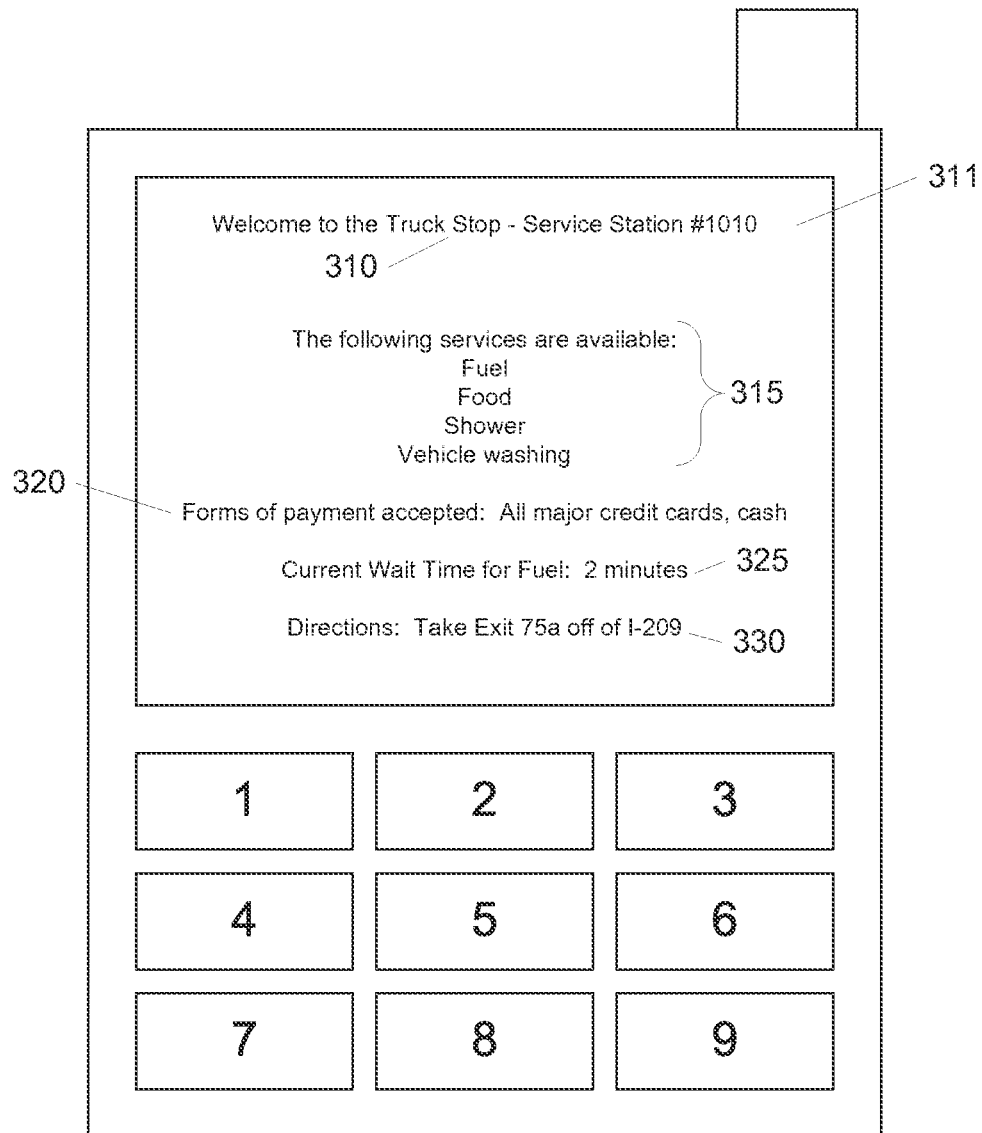 311
Welcome to the Truck Stop - Service Station #1010
310
The following services are available:
Fuel
315
Food
Shower
Vehicle washing
320
Forms of payment accepted: All major credit cards, cash
Current Wait Time for Fuel: 2 minutes 325
Directions: Take Exit 75a off of I-209 330
1 2 3
4 5 6
7 8 9